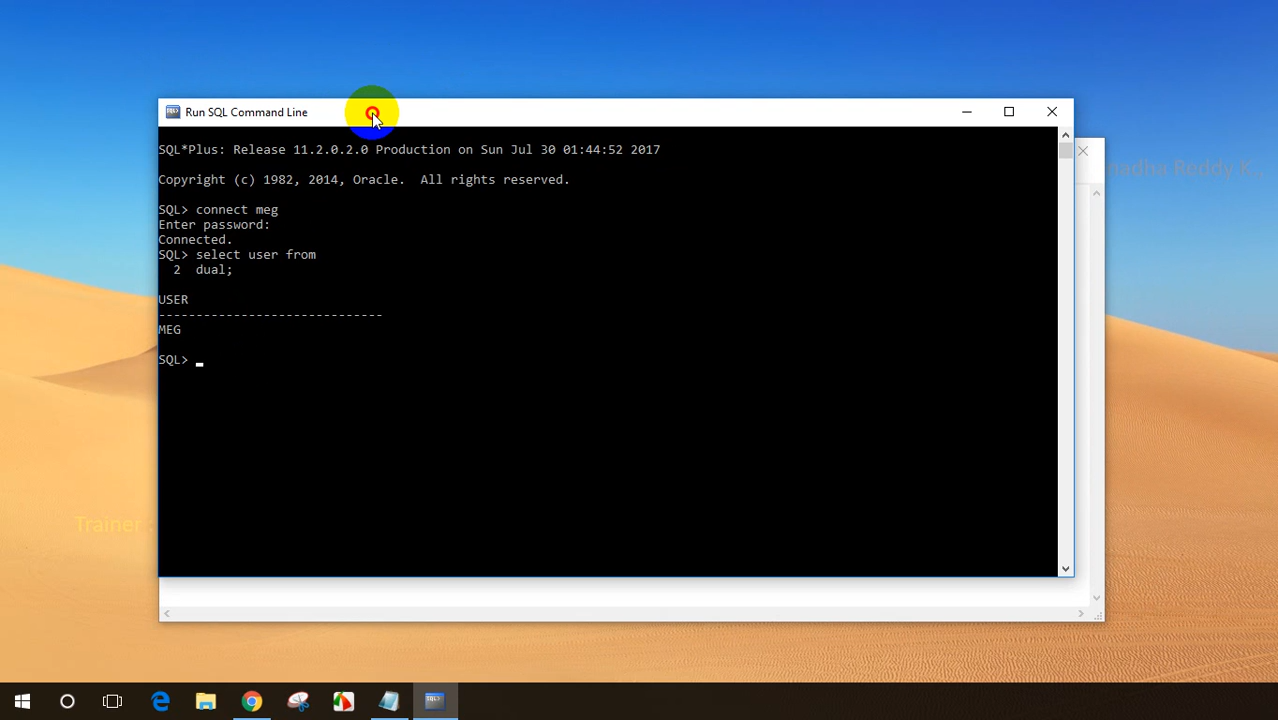 Run SQL Command Line
SQL*Plus: Release 11.2.0.2.0 Production on Sun Jul 30 01:44:52 2017
Copyright (c) 1982, 2014, Oracle.  All rights reserved.
SQL> connect meg
Enter password:
Connected.
SQL> select user from
  2  dual;
USER
------------------------------
MEG
SQL>
Reddy K..
Trainer :